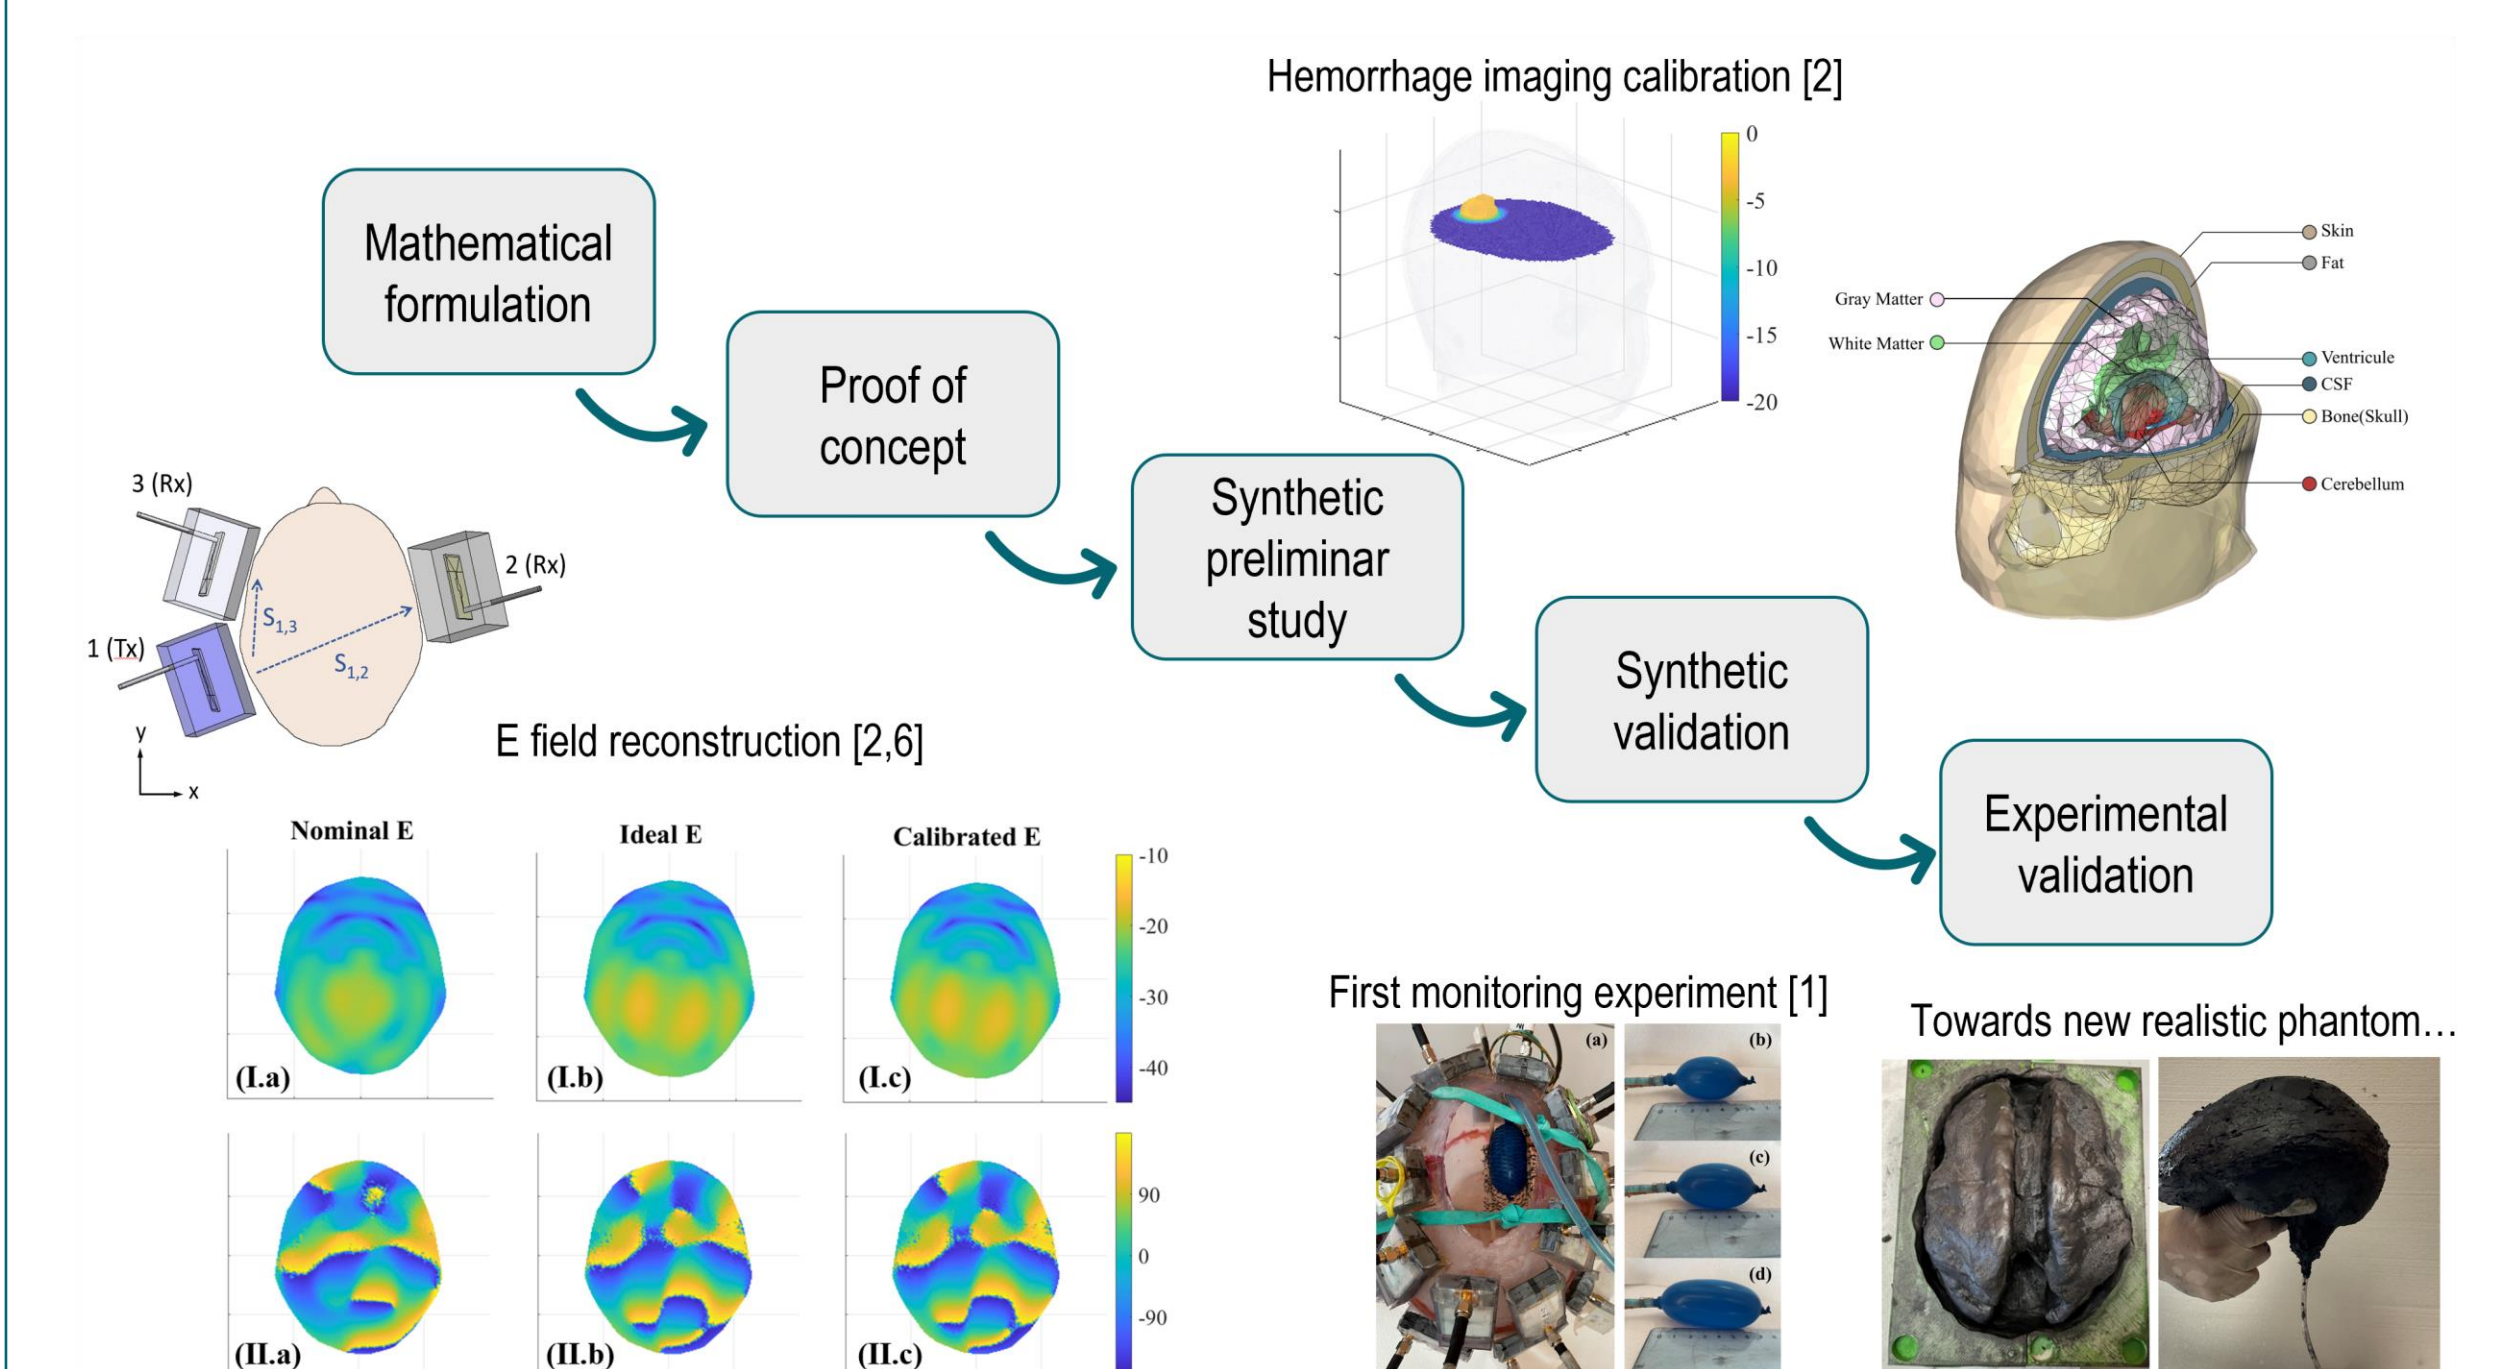 Hemorrhage imaging calibration [2]
0
-5
-10
-15
-20
Mathematical
formulation
Proof of
concept
Synthetic
preliminar
study
Synthetic
validation
Experimental
validation
Skin
Fat
Gray Matter
White Matter
Ventricule
CSF
Bone(Skull)
Cerebellum
3 (Rx)
2 (Rx)
1 (Tx)
S1,3
S1,2
y
x
E field reconstruction [2,6]
Nominal E
Ideal E
Calibrated E
-10
-20
-30
-40
(I.a)
(I.b)
(I.c)
90
0
-90
(II.a)
(II.b)
(II.c)
First monitoring experiment [1]
(a)
(b)
(c)
(d)
Towards new realistic phantom…